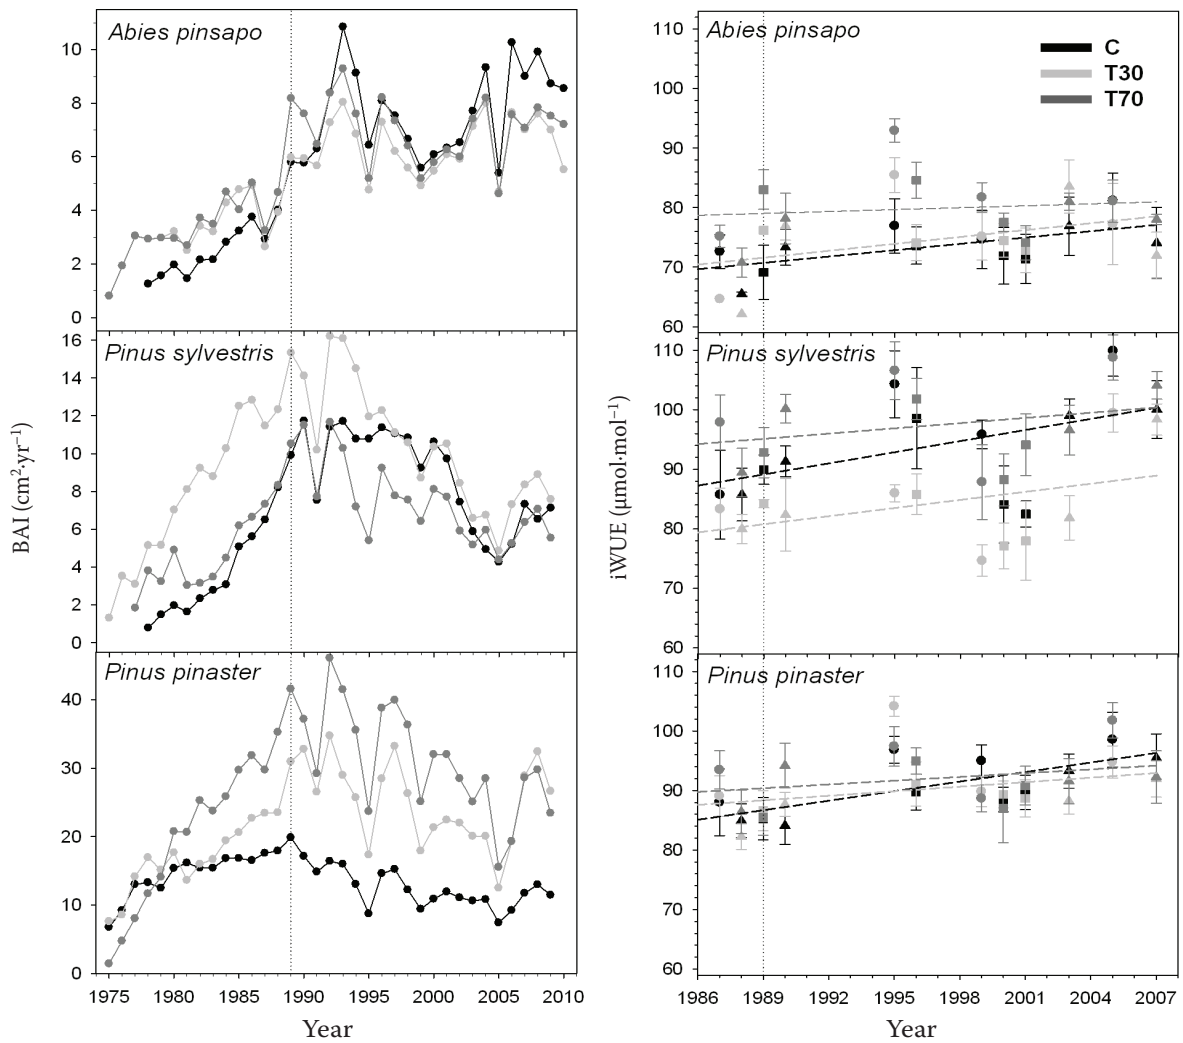 Abies pinsapo
10
8
6
4
2
0
Pinus sylvestris
16
14
12
10
8
6
4
2
0
Pinus pinaster
40
30
20
10
0
1975 1980 1985 1990 1995 2000 2005 2010
Year
BAI (cm²·yr⁻¹)
Abies pinsapo
C
T30
T70
110
100
90
80
70
60
Pinus sylvestris
110
100
90
80
70
60
Pinus pinaster
110
100
90
80
70
60
1986 1989 1992 1995 1998 2001 2004 2007
Year
iWUE (µmol·mol⁻¹)